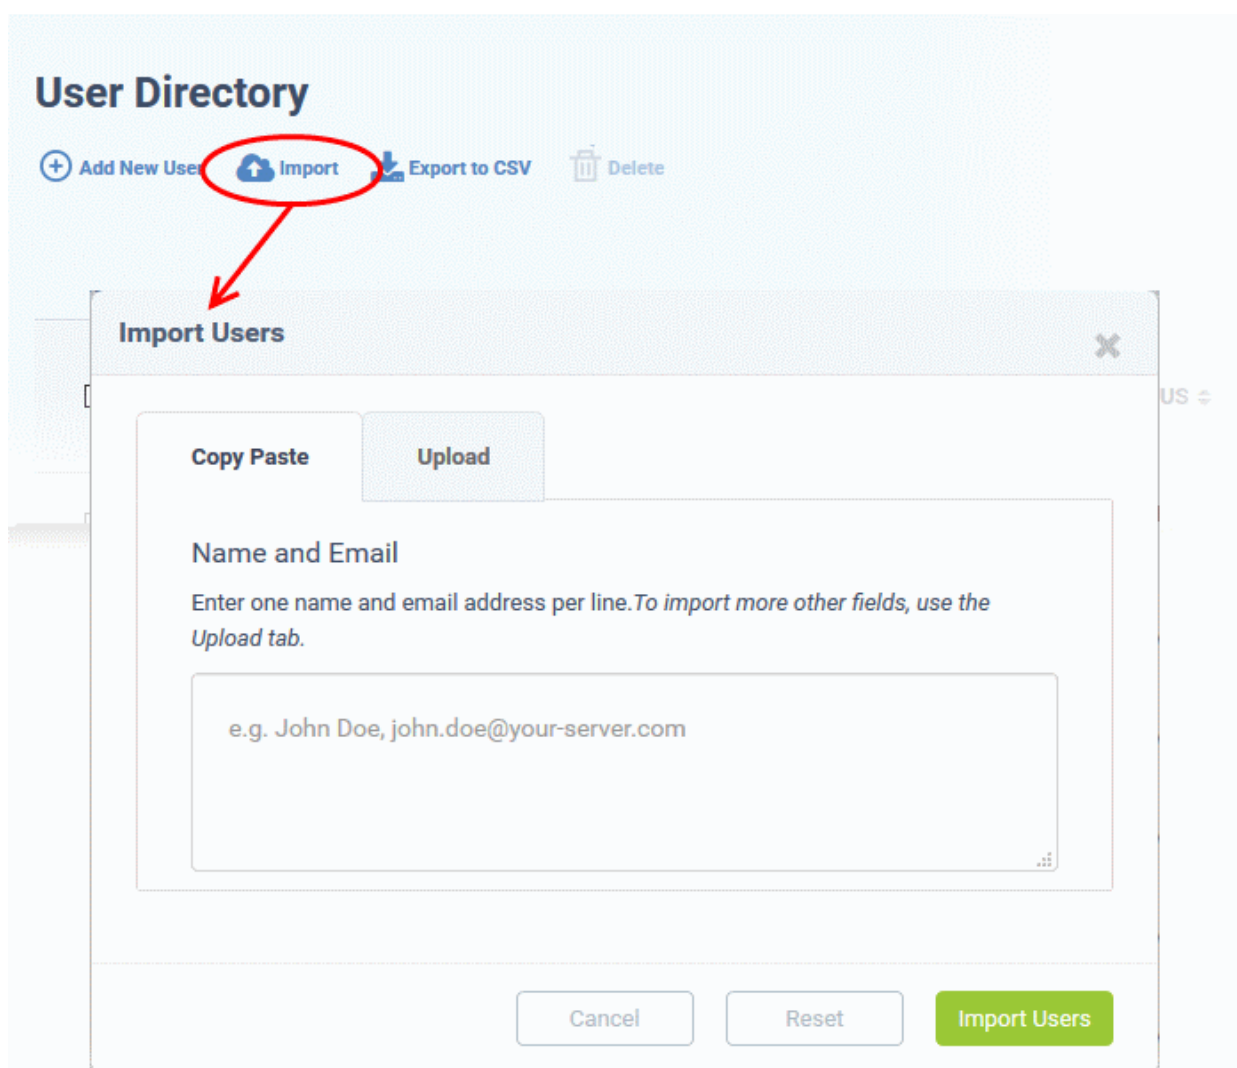 User Directory
Add New User Import Export to CSV Delete
Import Users
US
Copy Paste Upload
Name and Email
Enter one name and email address per line.To import more other fields, use the
Upload tab.
e.g. John Doe, john.doe@your-server.com
Cancel Reset Import Users